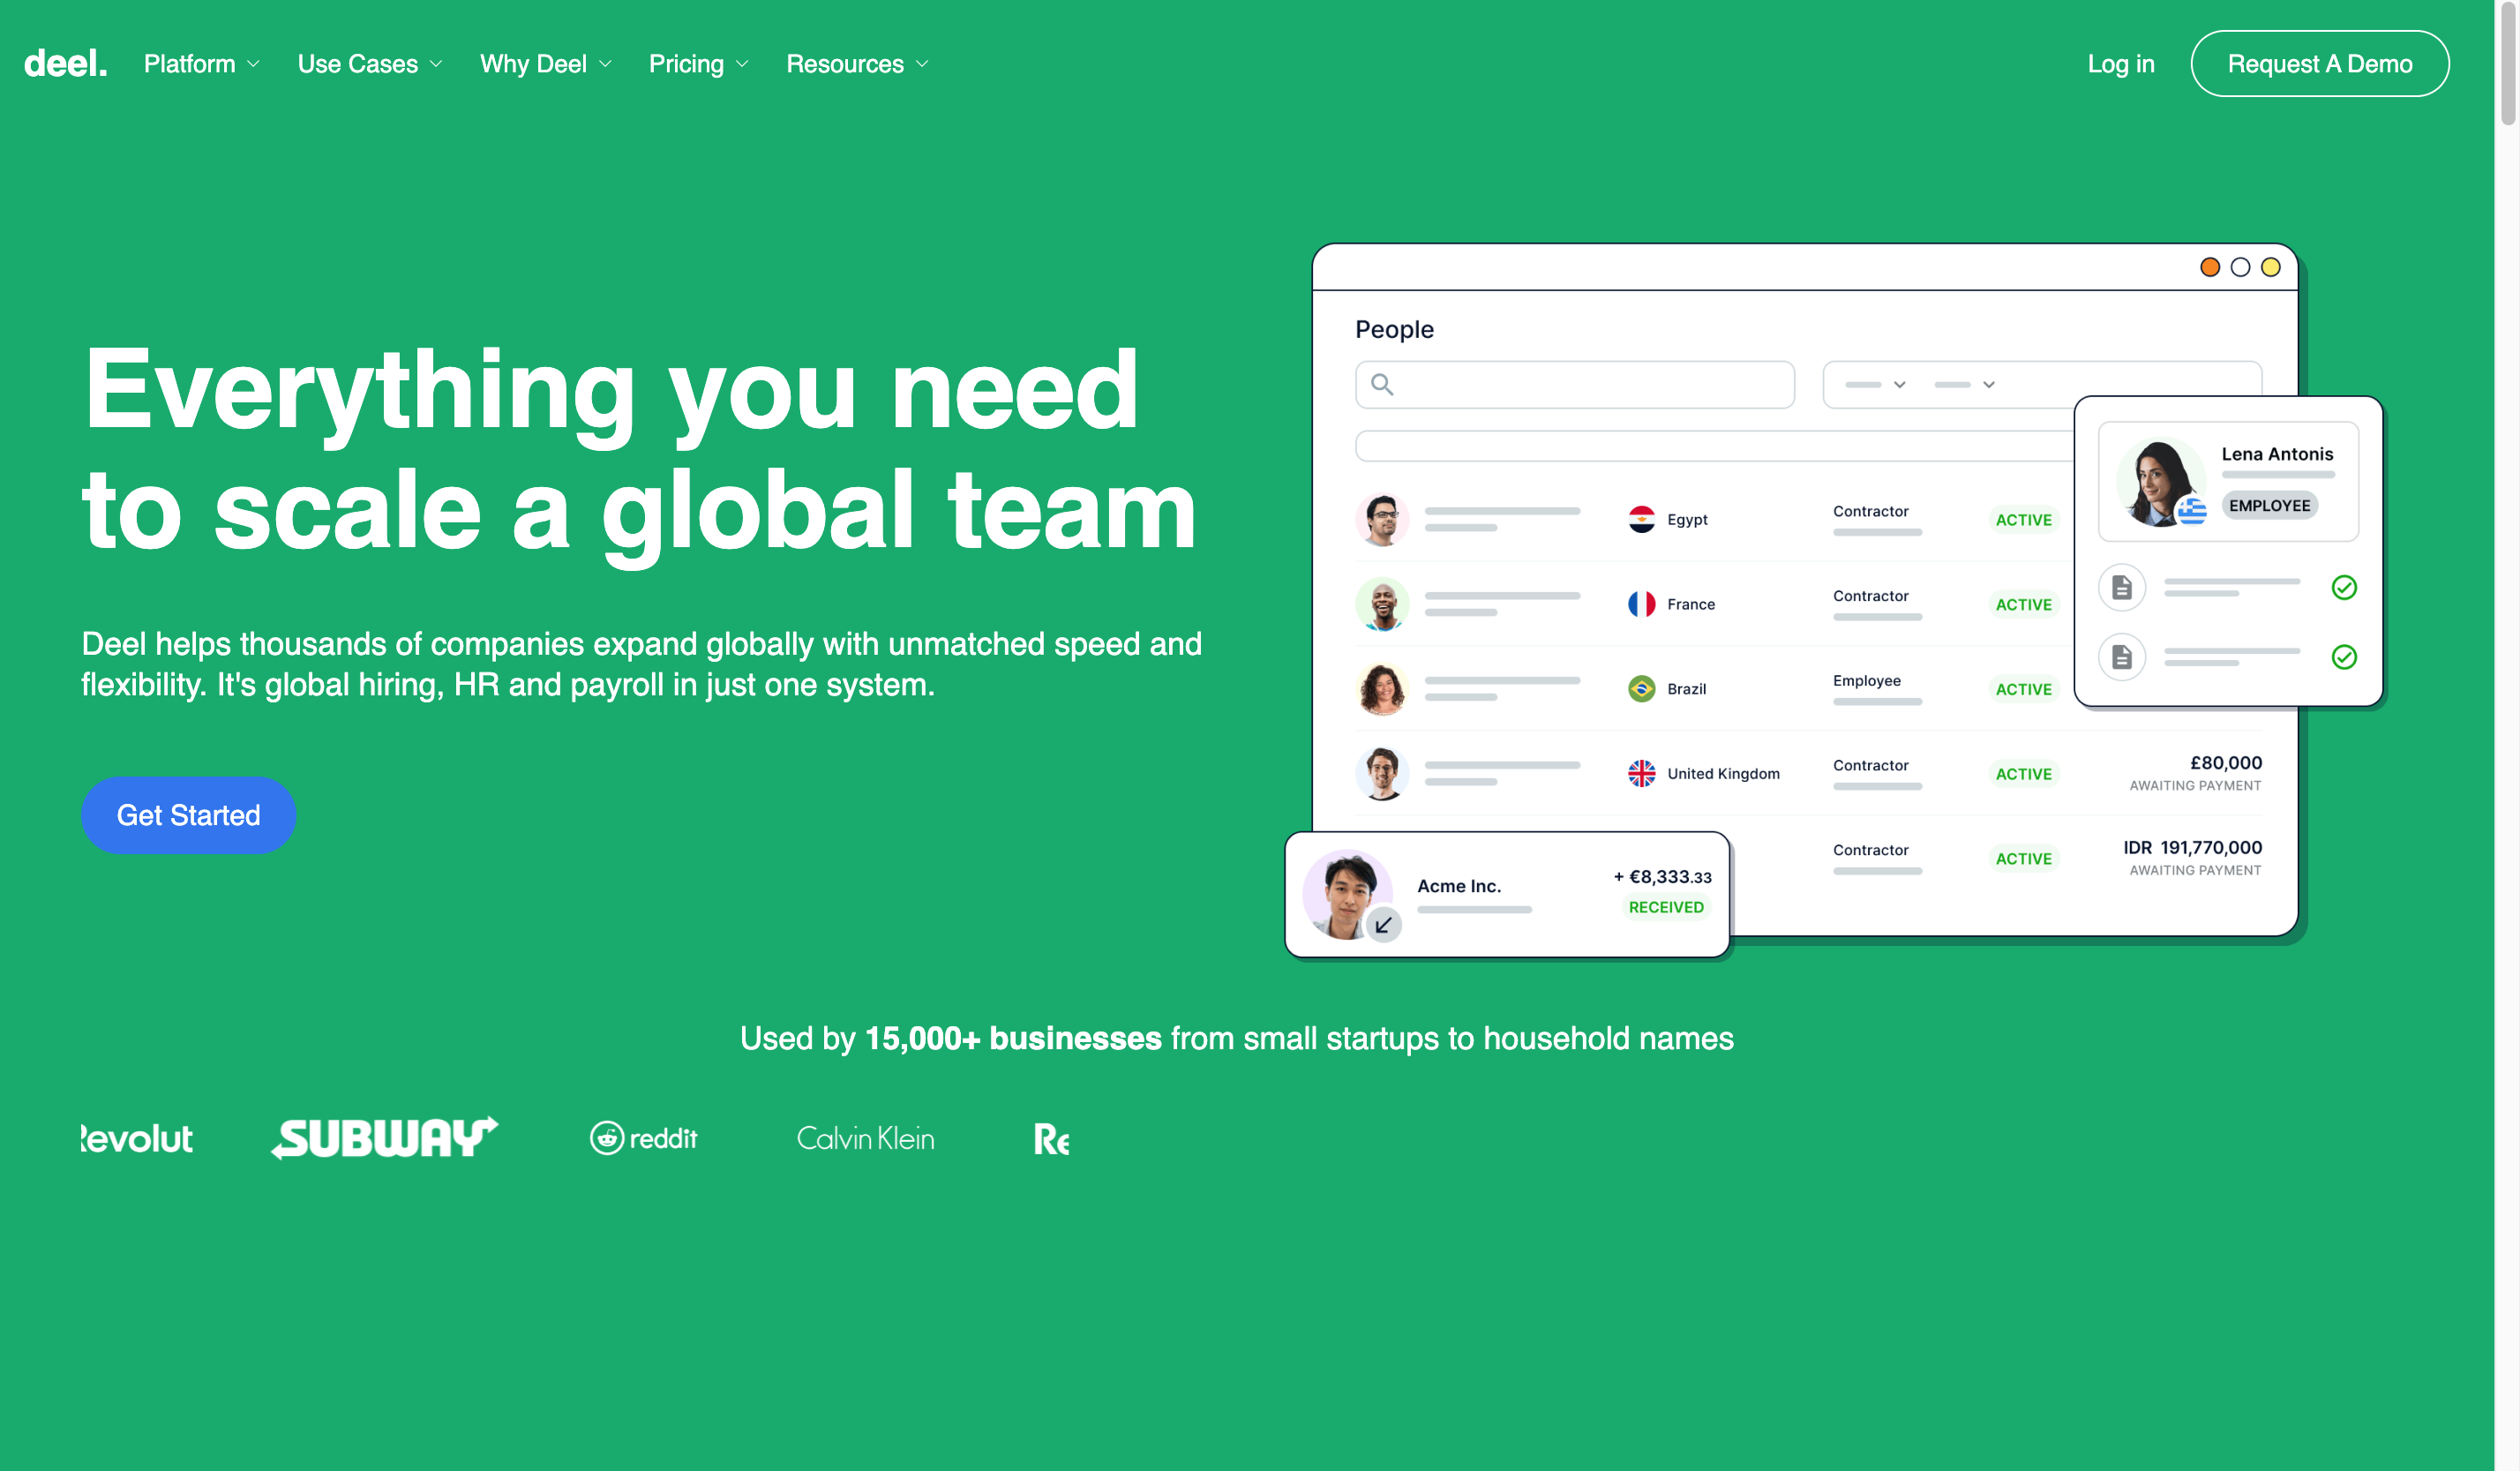 deel.
Platform
Use Cases
Why Deel
Pricing
Resources
Log in
Request A Demo
Everything you need
to scale a global team
Deel helps thousands of companies expand globally with unmatched speed and
flexibility. It's global hiring, HR and payroll in just one system.
Get Started
People
Egypt
Contractor
ACTIVE
France
Contractor
ACTIVE
Brazil
Employee
ACTIVE
United Kingdom
Contractor
ACTIVE
£80,000
AWAITING PAYMENT
Contractor
ACTIVE
IDR 191,770,000
AWAITING PAYMENT
Lena Antonis
EMPLOYEE
Acme Inc.
+ €8,333.33
RECEIVED
Used by 15,000+ businesses from small startups to household names
Revolut
SUBWAY
reddit
Calvin Klein
Re